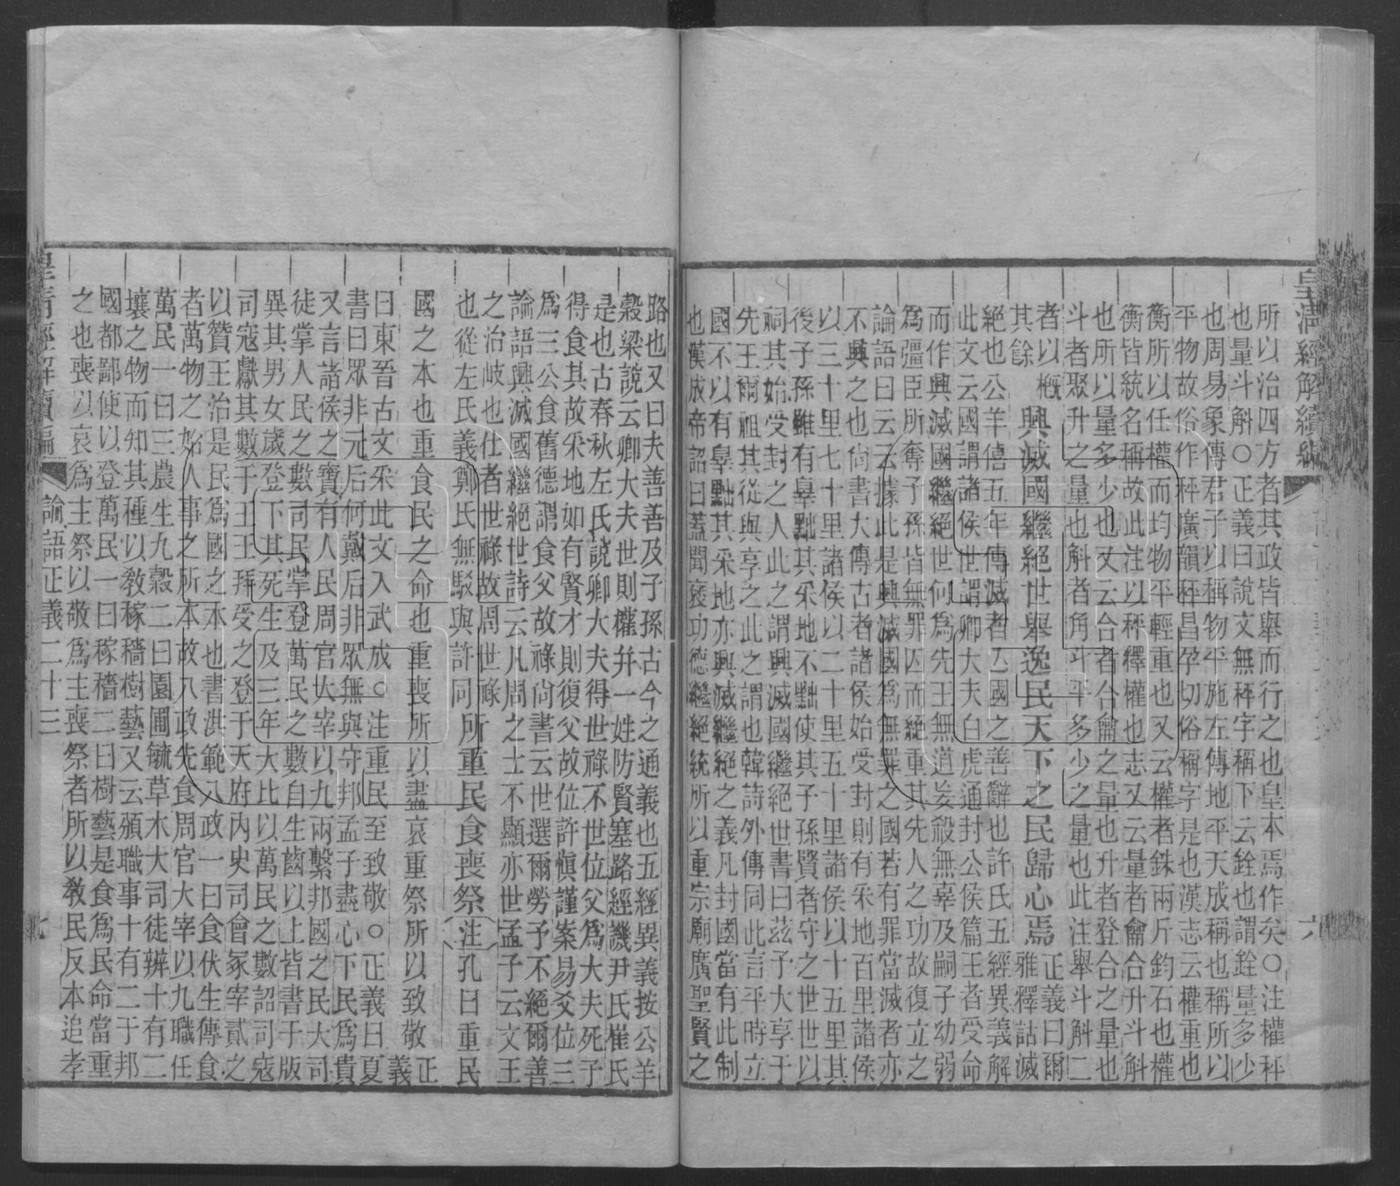 皇清經解續編
六
所以治四方者其政皆舉而行之也皇本焉作矣○注權秤
也量斗斛○正義曰說文無秤字稱下云銓也謂銓量多少
也周易象傳君子以稱物平施左傳地平天成稱也稱所以
平物故俗作秤廣韻秤昌孕切俗稱字是也漢志云權重也
衡所以任權而均物平輕重也又云權者銖兩斤鈞石也權
衡皆統名稱故此注以秤釋權也志又云量者龠合升斗斛
也所以量多少也又云合者合龠之量也升者登合之量也
斗者聚升之量也斛者角斗平多少之量也此注舉斗斛二
者以槪
其餘
興滅國繼絕世舉逸民天下之民歸心焉
正義曰爾
雅釋詁滅
絕也公羊僖五年傳滅者亡國之善辭也許氏五經異義解
此文云國謂諸侯世謂卿大夫白虎通封公侯篇王者受命
而作興滅國繼絕世何爲先王無道妄殺無辜及嗣子幼弱
爲彊臣所奪子孫皆無罪囚而絕重其先人之功故復立之
論語曰云云據此是興滅國爲無罪之國若有罪當滅者亦
不興之也尙書大傳古者諸侯始受封則有采地百里諸侯
以三十里七十里諸侯以二十里五十里諸侯以十五里其
後子孫雖有辠黜其采地不黜使其子孫賢者守之世世以
祠其始受封之人此之謂興滅國繼絕世書曰茲予大享于
先王爾祖其從與享之此之謂也韓詩外傳同此言平時立
國不以有辠黜其采地亦興滅繼絕之義凡封國當有此制
也漢成帝詔曰蓋聞褒功德繼絕統所以重宗廟廣聖賢之
路也又曰夫善善及子孫古今之通義也五經異義按公羊
穀梁說云卿大夫世則權幷一姓防賢塞路經譏尹氏崔氏
是也古春秋左氏說卿大夫得世祿不世位父爲大夫死子
得食其故采地如有賢才則復父故位許愼謹案易爻位三
爲三公食舊德謂食父故祿尙書云世選爾勞予不絕爾善
論語興滅國繼絕世詩云凡周之士不顯亦世孟子云文王
之治岐也仕者世祿故周世祿
也從左氏義鄭氏無駁與許同
所重民食喪祭
注孔曰重民
國之本也重食民之命也重喪所以盡哀重祭所以致敬
正
義
曰東晉古文采此文入武成○注重民至致敬○正義曰夏
書曰眾非元后何戴后非眾無與守邦孟子盡心下民爲貴
又言諸侯之寶有人民周官大宰以九兩繫邦國之民大司
徒掌人民之數司民掌登萬民之數自生齒以上皆書于版
異其男女歲登下其死生及三年大比以萬民之數詔司寇
司寇獻其數于王王拜受之登于天府內史司會冢宰貳之
以贊王治是民爲國之本也書洪範八政一曰食伏生傳食
者萬物之始人事之所本故八政先食周官大宰以九職任
萬民一曰三農生九穀二曰園圃毓草木大司徒辨十有二
壤之物而知其種以敎稼穡樹藝又云頒職事十有二于邦
國都鄙使以登萬民一曰稼穡二曰樹藝是食爲民命當重
之也喪以哀爲主祭以敬爲主喪祭者所以敎民反本追孝
皇淸經解續編
論語正義二十三